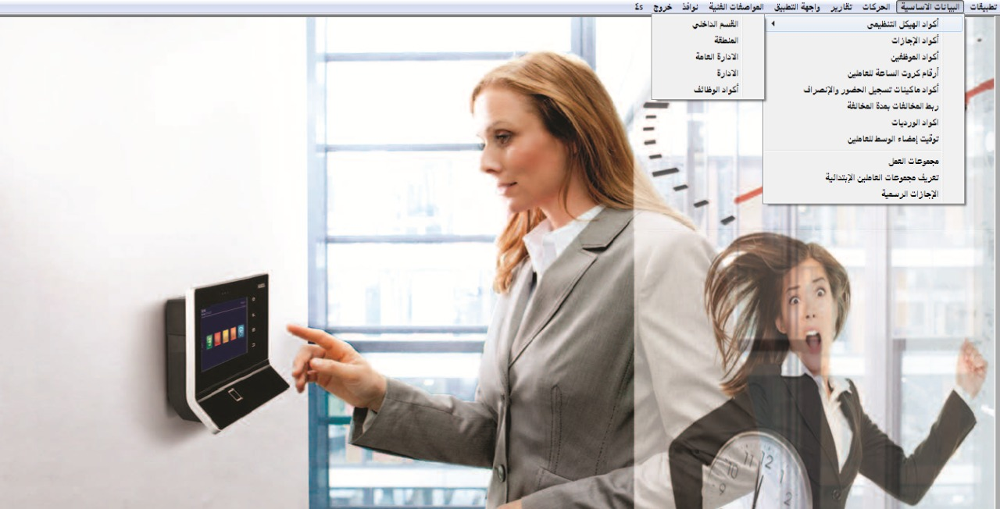 تطبيقات البيانات الاساسية الحركات تقارير واجهة التطبيق المواصفات الفنية نوافذ خروج ٤s
أكواد الهيكل التنظيمى
أكواد الإجازات
أكواد الموظفين
أرقام كروت الساعة للعاملين
أكواد ماكينات تسجيل الحضور والإنصراف
ربط المخالفات بمدة المخالفة
اكواد الورديات
توقيت إمضاء الوسط للعاملين
مجموعات العمل
تعريف مجموعات العاملين الإبتدائية
الإجازات الرسمية
القسم الداخلي
المنطقة
الادارة العامة
الادارة
أكواد الوظائف
11 12 1
10 2
9